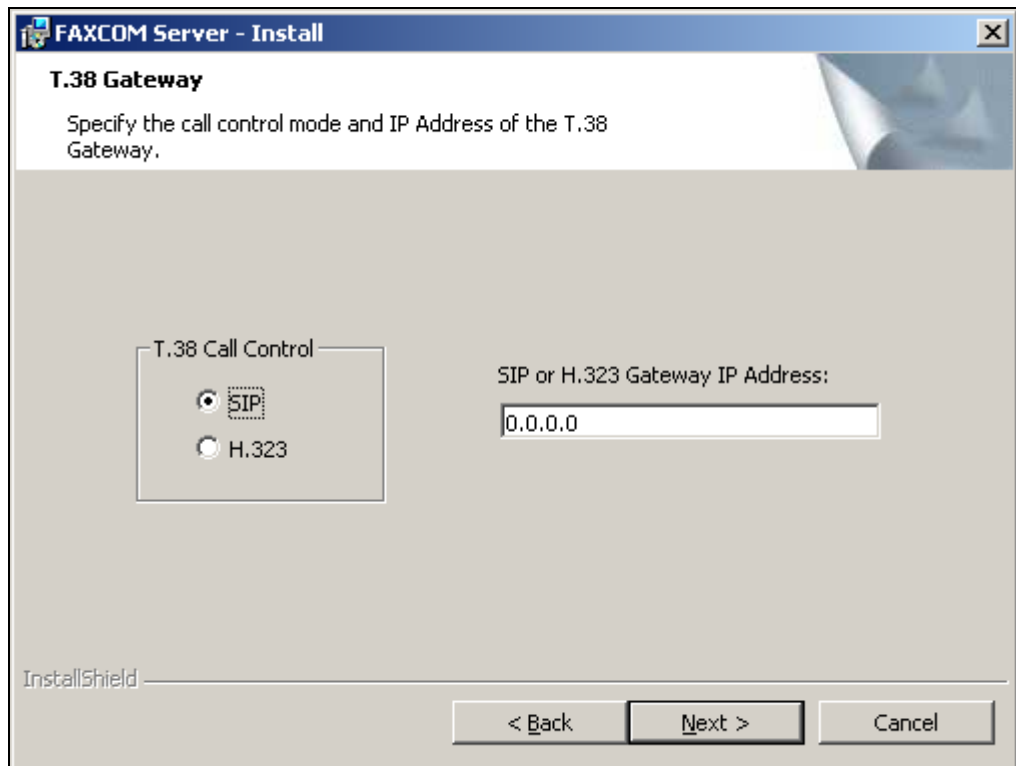 FAXCOM Server - Install
T.38 Gateway
Specify the call control mode and IP Address of the T.38
Gateway.
T.38 Call Control
SIP
H.323
SIP or H.323 Gateway IP Address:
0.0.0.0
InstallShield
< Back
Next >
Cancel